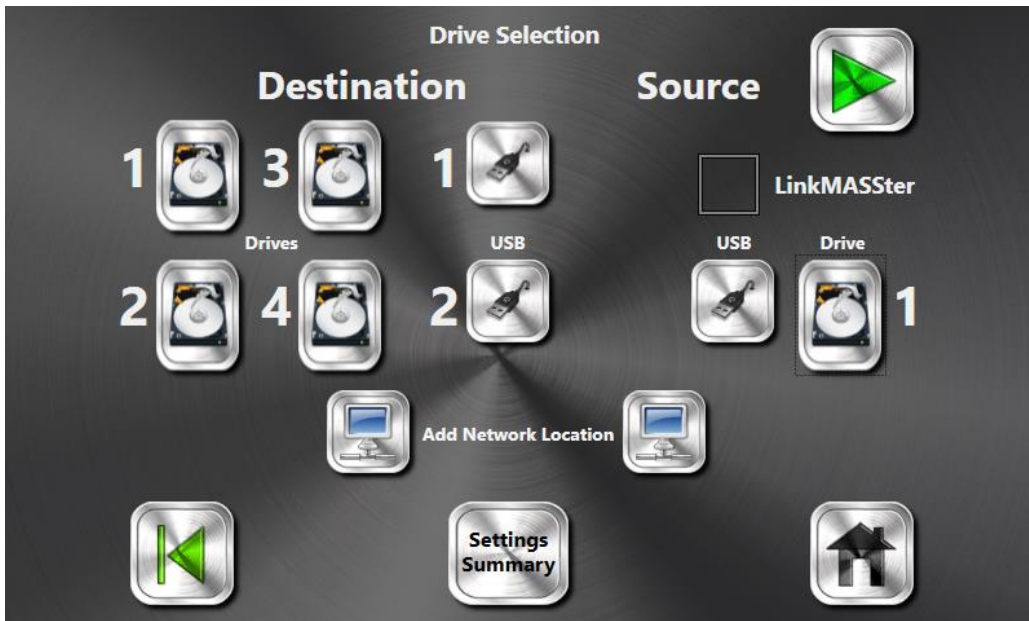 Drive Selection
Destination
Source
1
3
1
LinkMASSter
Drives
USB
USB
Drive
2
4
2
1
Add Network Location
Settings
Summary